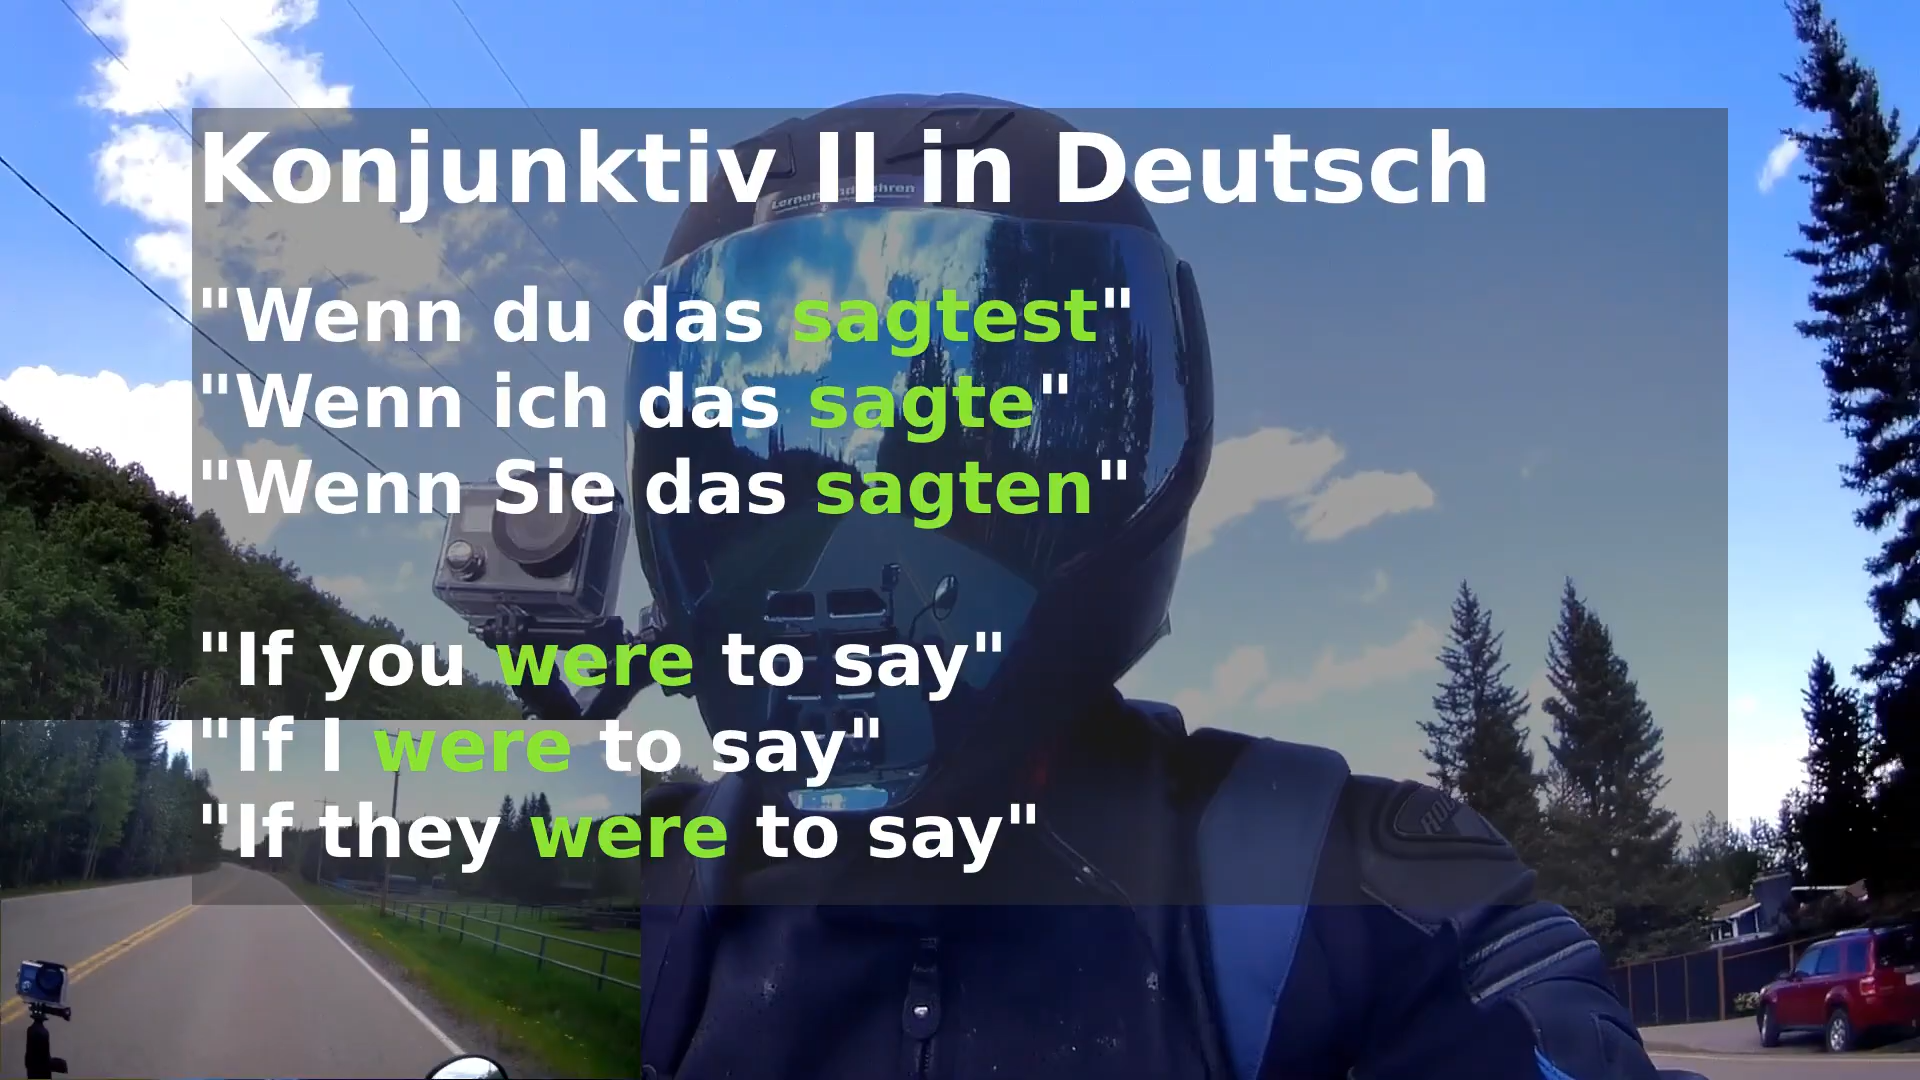 Konjunktiv II in Deutsch
"Wenn du das sagtest"
"Wenn ich das sagte"
"Wenn Sie das sagten"
"If you were to say"
"If I were to say"
"If they were to say"